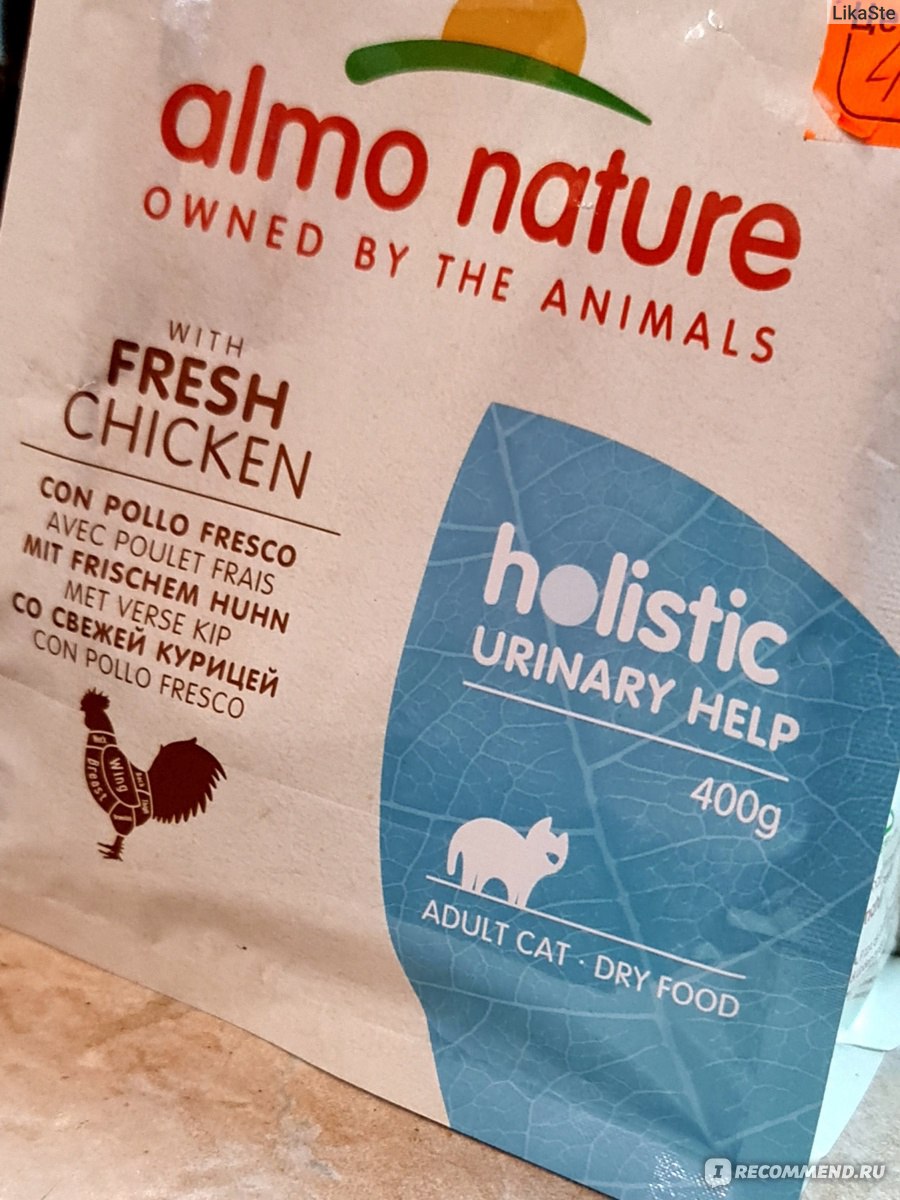 LikaSte
almo nature
OWNED BY THE ANIMALS
WITH
FRESH
CHICKEN
CON POLLO FRESCO
AVEC POULET FRAIS
MIT FRISCHEM HUHN
MET VERSE KIP
СО СВЕЖЕЙ КУРИЦЕЙ
CON POLLO FRESCO
Wing
Breast
holistic
URINARY HELP
400g
ADULT CAT · DRY FOOD
I RECOMMEND.RU